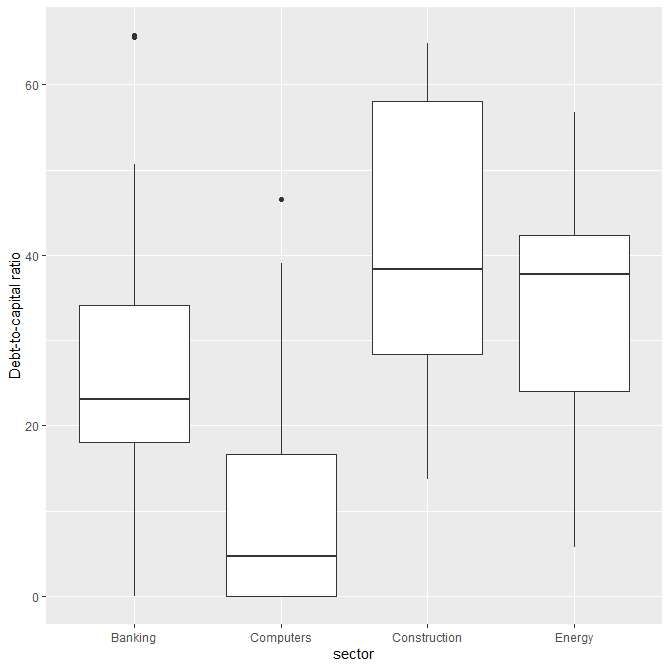 Debt-to-capital ratio
60
40
20
0
Banking
Computers
Construction
Energy
sector